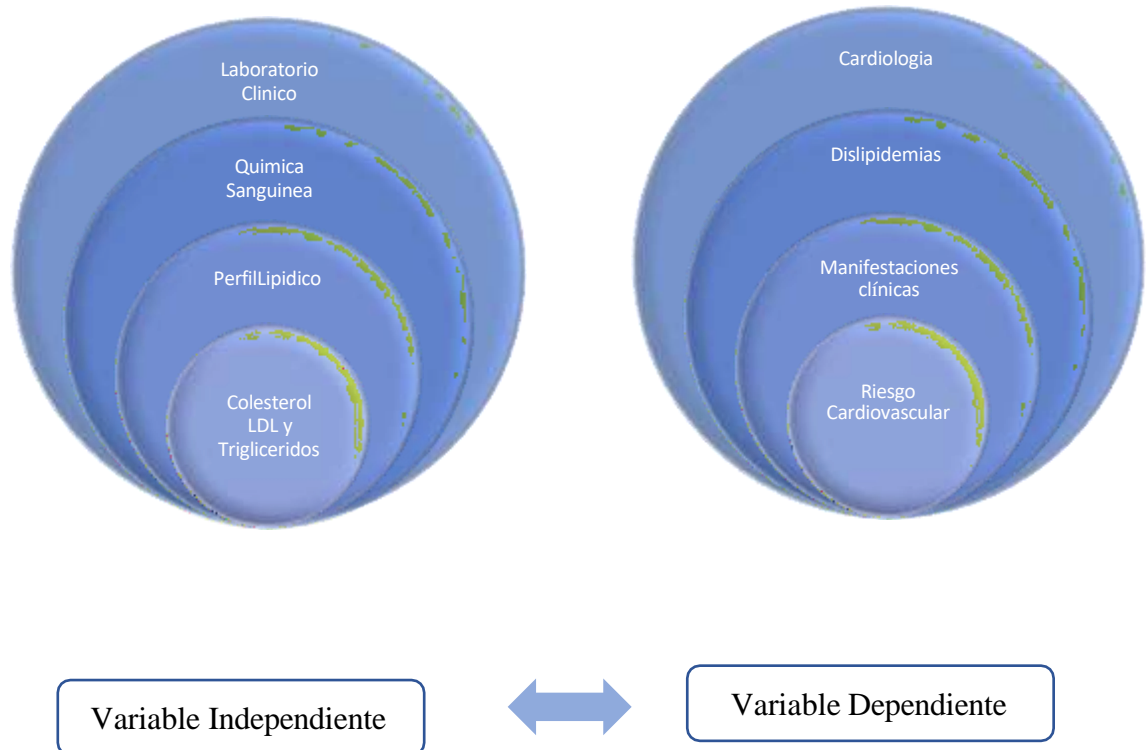 Laboratorio
Clinico
Quimica
Sanguinea
PerfilLipidico
Colesterol
LDL y
Trigliceridos
Cardiologia
Dislipidemias
Manifestaciones
clínicas
Riesgo
Cardiovascular
Variable Independiente
Variable Dependiente